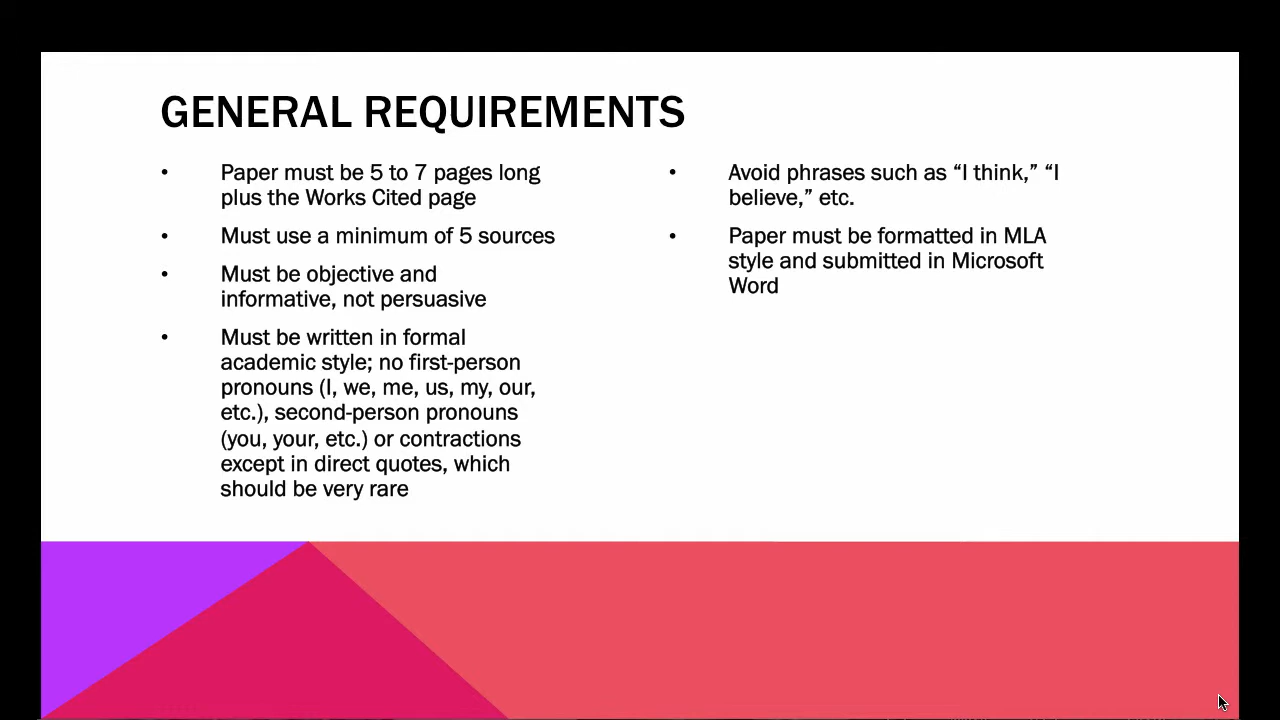 GENERAL REQUIREMENTS
• Paper must be 5 to 7 pages long
plus the Works Cited page
• Must use a minimum of 5 sources
• Must be objective and
informative, not persuasive
• Must be written in formal
academic style; no first-person
pronouns (I, we, me, us, my, our,
etc.), second-person pronouns
(you, your, etc.) or contractions
except in direct quotes, which
should be very rare
• Avoid phrases such as “I think,” “I
believe,” etc.
• Paper must be formatted in MLA
style and submitted in Microsoft
Word